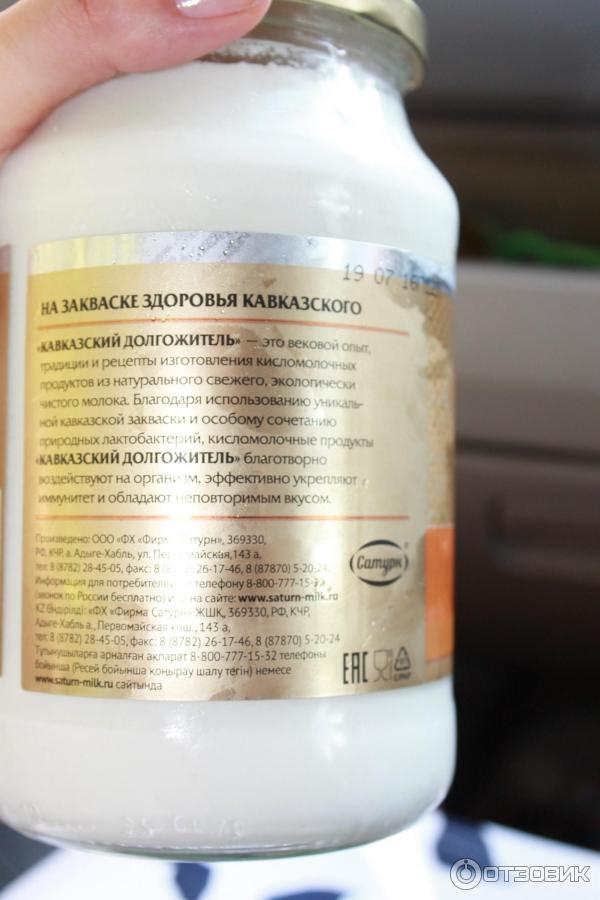 19 07 16
НА ЗАКВАСКЕ ЗДОРОВЬЯ КАВКАЗСКОГО
«КАВКАЗСКИЙ ДОЛГОЖИТЕЛЬ» — это вековой опыт,
традиции и рецепты изготовления кисломолочных
продуктов из натурального свежего, экологически
чистого молока. Благодаря использованию уникаль-
ной кавказской закваски и особому сочетанию
природных лактобактерий, кисломолочные продукты
«КАВКАЗСКИЙ ДОЛГОЖИТЕЛЬ» благотворно
воздействуют на организм, эффективно укрепляют
иммунитет и обладают неповторимым вкусом.
Произведено: ООО «ФХ «Фирма Сатурн», 369330,
РФ, КЧР, а. Адыге-Хабль, ул. Первомайская,143 а,
тел: 8 (8782) 28-45-05, факс: 8 (8782) 26-17-46, 8 (87870) 5-20-24.
Информация для потребителей по телефону 8-800-777-15-32
(звонок по России бесплатно) или на сайте: www.saturn-milk.ru
KZ Өндірілді: «ФХ «Фирма Сатурн» ЖШҚ, 369330, РФ, КЧР,
Адыге-Хабль а., Первомайская көш., 143 а,
тел: 8 (8782) 28-45-05, факс: 8 (8782) 26-17-46, 8 (87870) 5-20-24
Тұтынушыларға арналған ақпарат 8-800-777-15-32 телефоны
бойынша (Ресей бойынша қоңырау шалу тегін) немесе
www.saturn-milk.ru сайтында
Сатурн
EAC
C/PAP
ОТЗОВИК